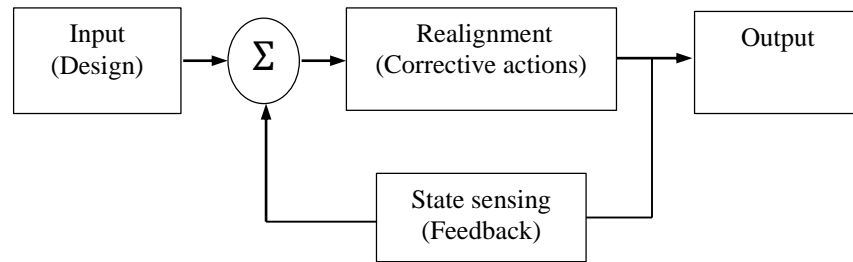 Input
(Design)
Σ
Realignment
(Corrective actions)
Output
State sensing
(Feedback)